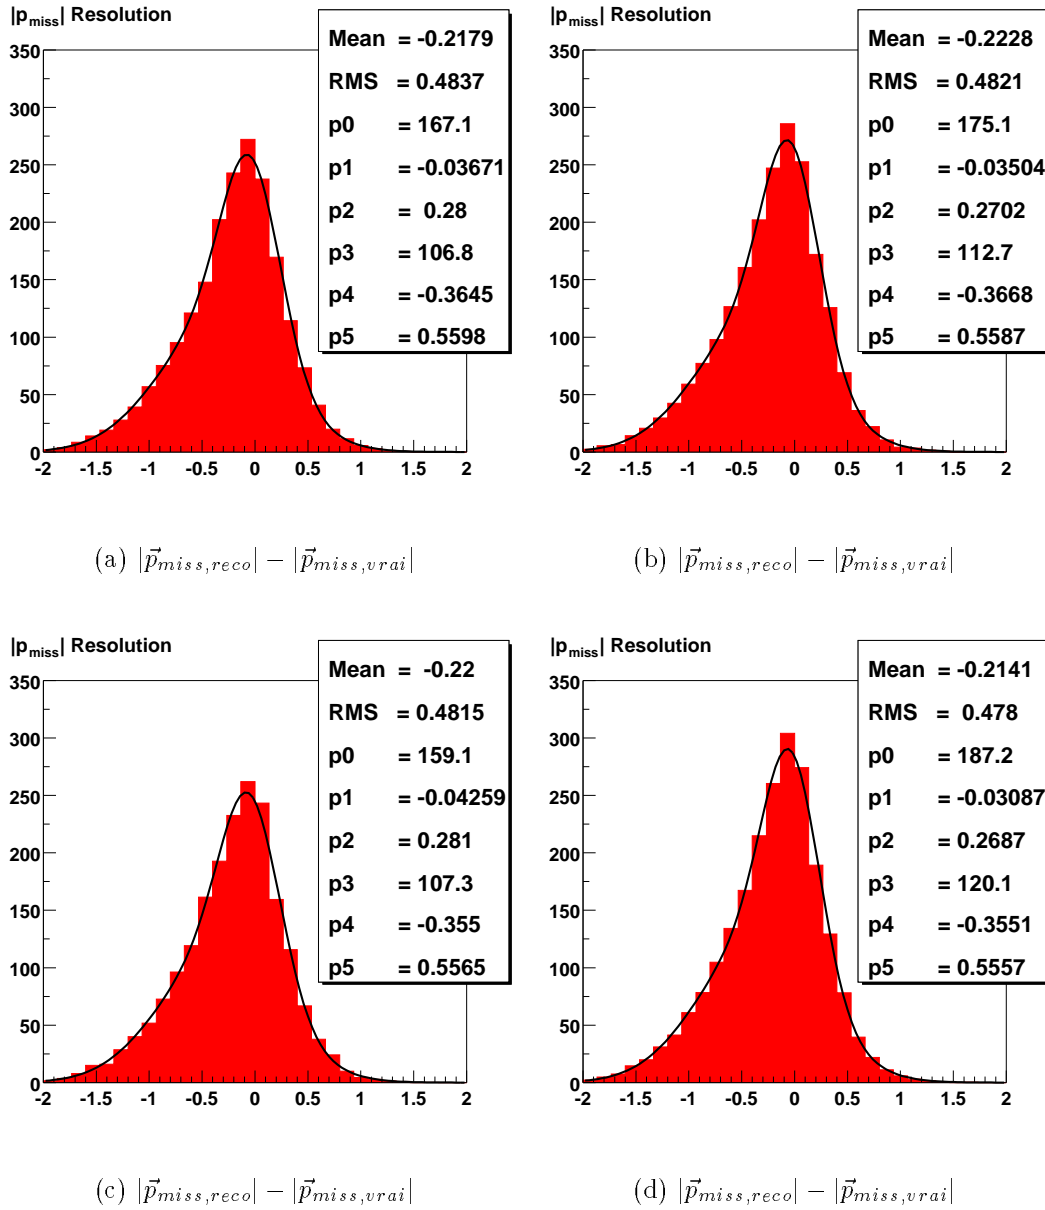 |p_miss| Resolution
Mean = -0.2179
RMS = 0.4837
p0 = 167.1
p1 = -0.03671
p2 = 0.28
p3 = 106.8
p4 = -0.3645
p5 = 0.5598
350
300
250
200
150
100
50
0
-2 -1.5 -1 -0.5 0 0.5 1 1.5 2
(a) |p⃗_miss,reco| − |p⃗_miss,vrai|
|p_miss| Resolution
Mean = -0.2228
RMS = 0.4821
p0 = 175.1
p1 = -0.03504
p2 = 0.2702
p3 = 112.7
p4 = -0.3668
p5 = 0.5587
350
300
250
200
150
100
50
0
-2 -1.5 -1 -0.5 0 0.5 1 1.5 2
(b) |p⃗_miss,reco| − |p⃗_miss,vrai|
|p_miss| Resolution
Mean = -0.22
RMS = 0.4815
p0 = 159.1
p1 = -0.04259
p2 = 0.281
p3 = 107.3
p4 = -0.355
p5 = 0.5565
350
300
250
200
150
100
50
0
-2 -1.5 -1 -0.5 0 0.5 1 1.5 2
(c) |p⃗_miss,reco| − |p⃗_miss,vrai|
|p_miss| Resolution
Mean = -0.2141
RMS = 0.478
p0 = 187.2
p1 = -0.03087
p2 = 0.2687
p3 = 120.1
p4 = -0.3551
p5 = 0.5557
350
300
250
200
150
100
50
0
-2 -1.5 -1 -0.5 0 0.5 1 1.5 2
(d) |p⃗_miss,reco| − |p⃗_miss,vrai|